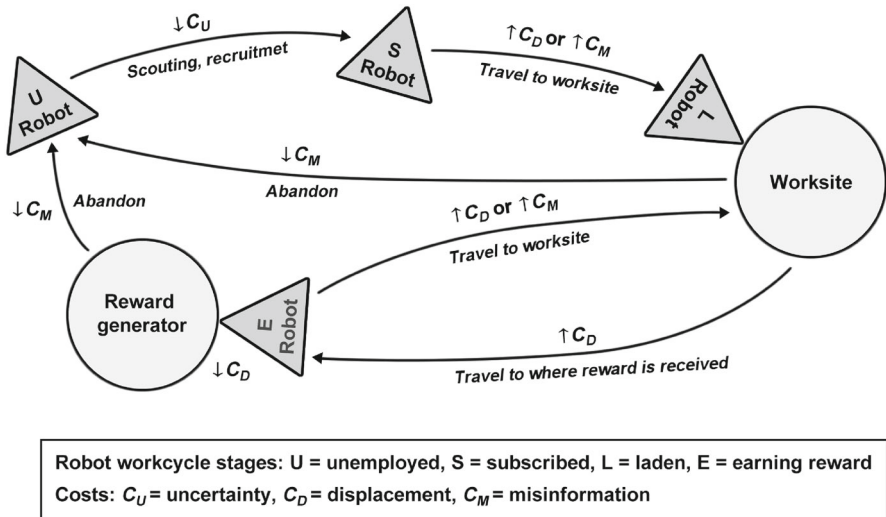 ↓C_U
Scouting, recruitmet
U
Robot
S
Robot
↑C_D or ↑C_M
Travel to worksite
L
Robot
Worksite
↓C_M
Abandon
↓C_M
Abandon
↑C_D or ↑C_M
Travel to worksite
Reward
generator
E
Robot
↓C_D
↑C_D
Travel to where reward is received
Robot workcycle stages: U = unemployed, S = subscribed, L = laden, E = earning reward
Costs: C_U = uncertainty, C_D = displacement, C_M = misinformation